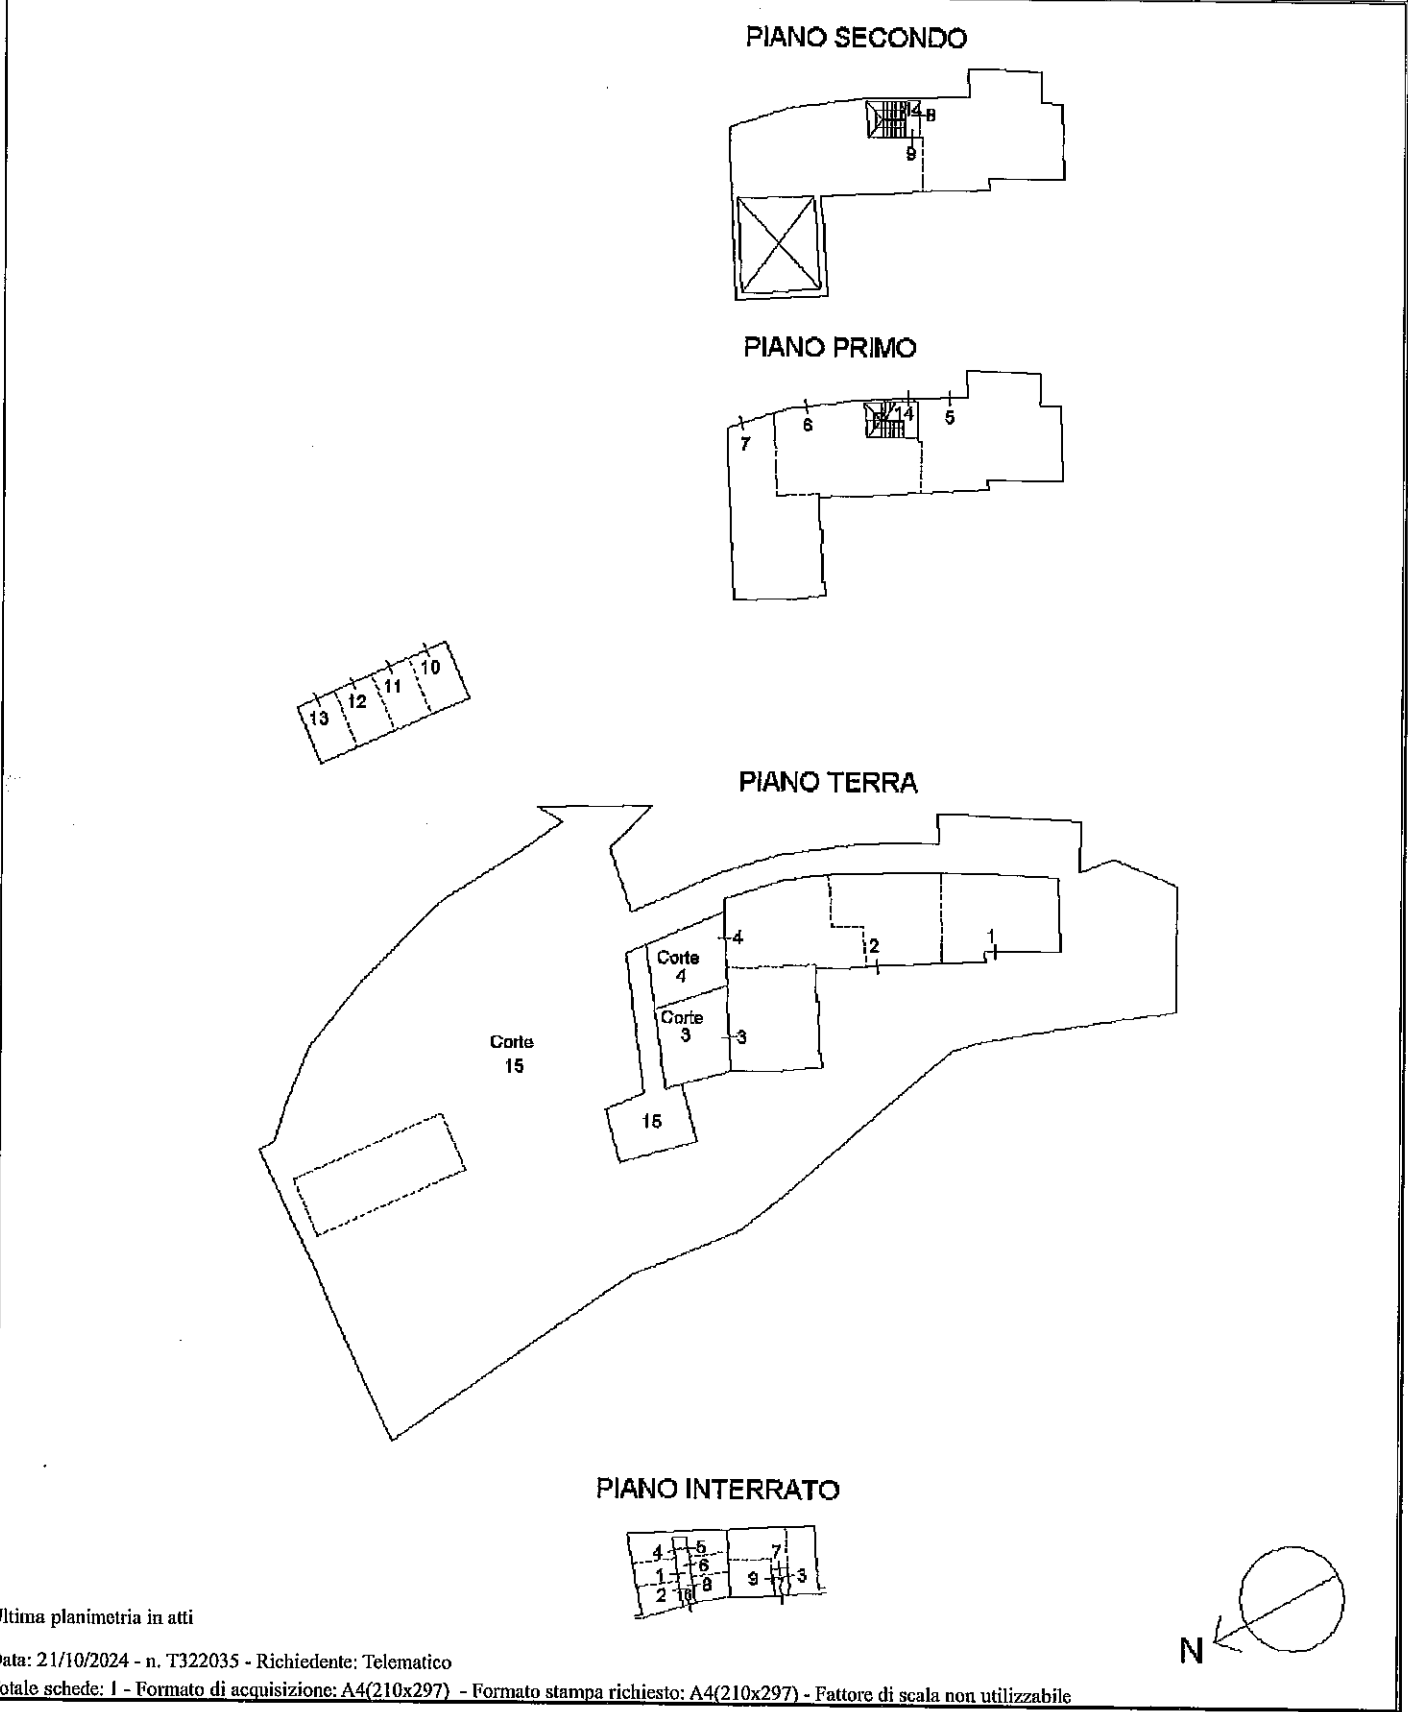 PIANO SECONDO
14
8
9
PIANO PRIMO
7
6
14
5
13
12
11
10
PIANO TERRA
4
2
1
Corte
4
Corte
3
3
Corte
15
15
PIANO INTERRATO
4
5
7
1
6
2
8
9
3
N
ltima planimetria in atti
ata: 21/10/2024 - n. T322035 - Richiedente: Telematico
otale schede: 1 - Formato di acquisizione: A4(210x297) - Formato stampa richiesto: A4(210x297) - Fattore di scala non utilizzabile